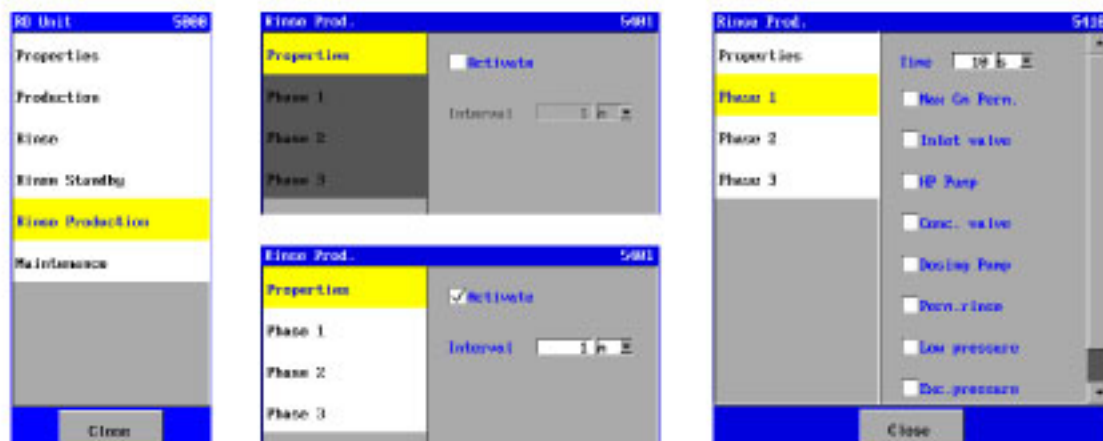 RO Unit 5000
Properties
Production
Rinse
Rinse Standby
Rinse Production
Maintenance
Close
Rinse Prod. 5401
Properties
Phase 1
Phase 2
Phase 3
Activate
Interval 1
Rinse Prod. 5401
Properties
Phase 1
Phase 2
Phase 3
Activate
Interval 1
Rinse Prod. 5410
Properties
Phase 1
Phase 2
Phase 3
Time 10
Perm.
Inlet valve
HP Pump
Conc. valve
Dosing Pump
Perm.rinse
Low pressure
Exc.pressure
Close